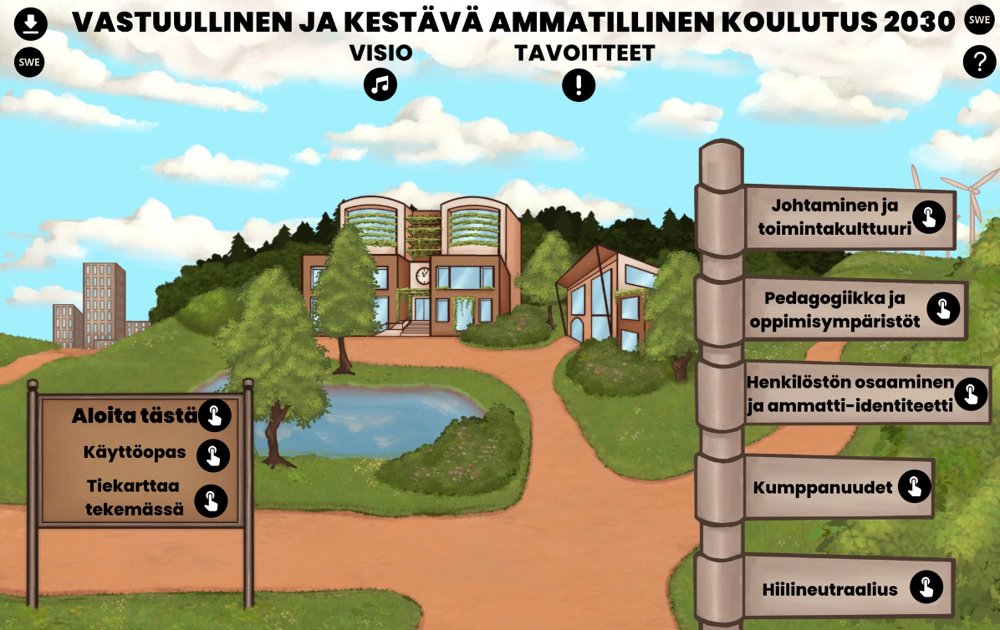 VASTUULLINEN JA KESTÄVÄ AMMATILLINEN KOULUTUS 2030
SWE
SWE
VISIO
TAVOITTEET
?
!
Johtaminen ja
toimintakulttuuri
Pedagogiikka ja
oppimisympäristöt
Henkilöstön osaaminen
ja ammatti-identiteetti
Kumppanuudet
Hiilineutraalius
Aloita tästä
Käyttöopas
Tiekarttaa
tekemässä